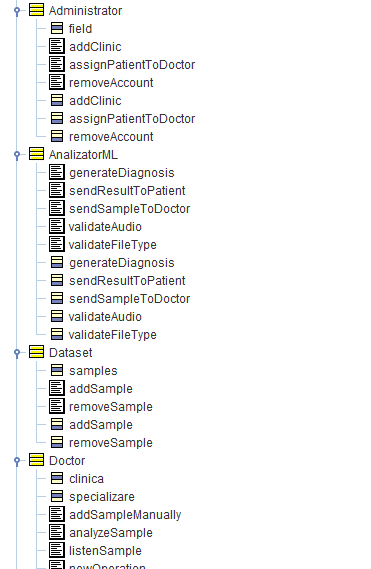 Administrator
field
addClinic
assignPatientToDoctor
removeAccount
addClinic
assignPatientToDoctor
removeAccount
AnalizatorML
generateDiagnosis
sendResultToPatient
sendSampleToDoctor
validateAudio
validateFileType
generateDiagnosis
sendResultToPatient
sendSampleToDoctor
validateAudio
validateFileType
Dataset
samples
addSample
removeSample
addSample
removeSample
Doctor
clinica
specializare
addSampleManually
analyzeSample
listenSample
newOperation